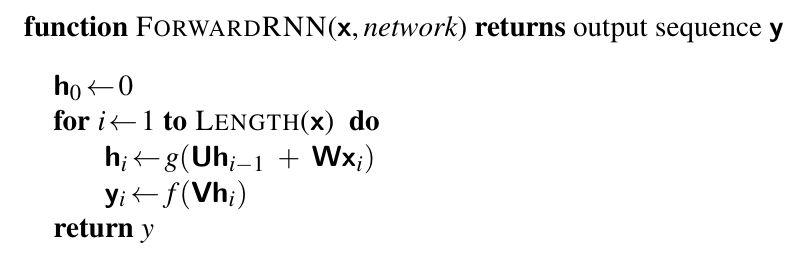 function FORWARDRNN(x, network) returns output sequence y
h₀ ← 0
for i ← 1 to LENGTH(x) do
hᵢ ← g(Uhᵢ₋₁ + Wxᵢ)
yᵢ ← f(Vhᵢ)
return y